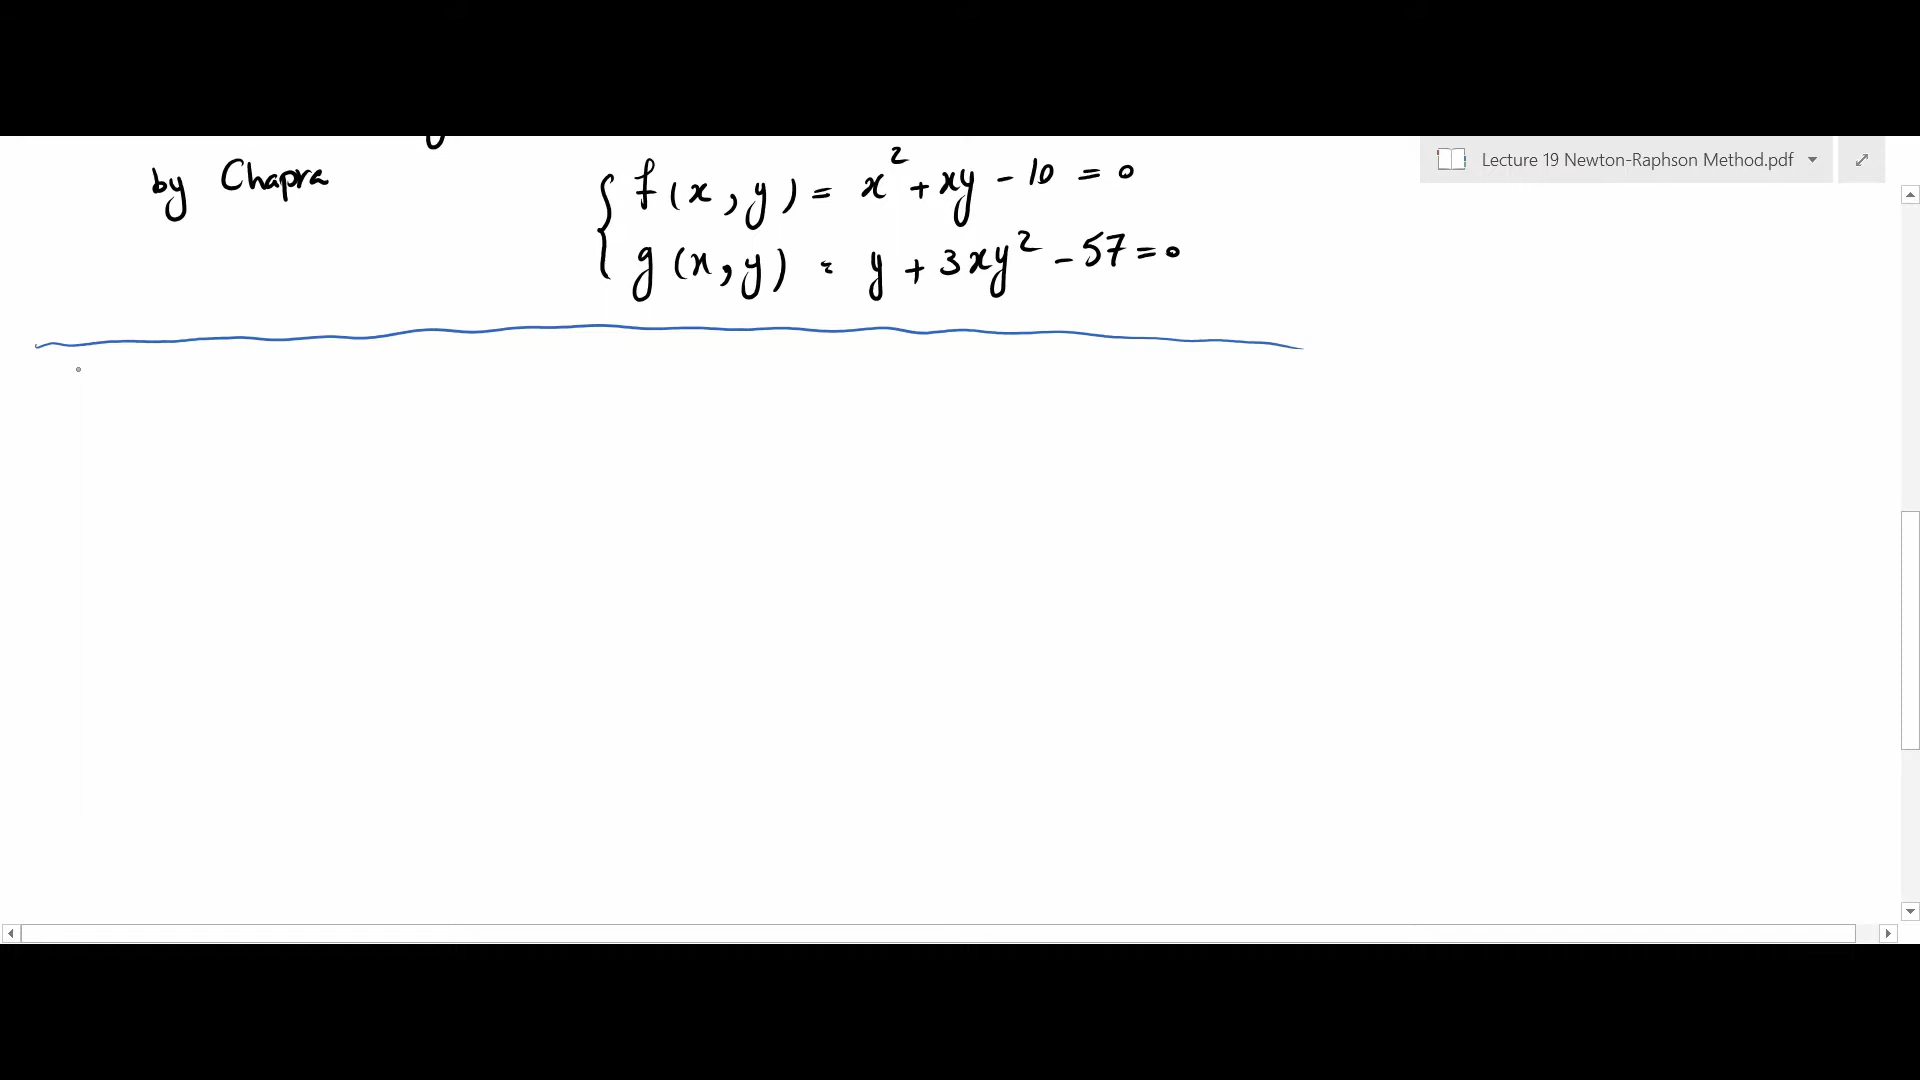 Lecture 19 Newton-Raphson Method.pdf
by Chapra
f(x,y) = x² + xy - 10 = 0
g(x,y) = y + 3xy² - 57 = 0